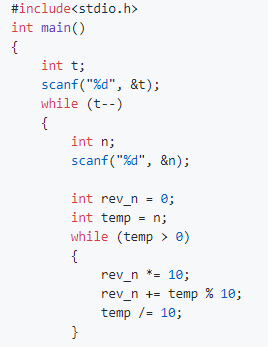 #include<stdio.h>
int main()
{
    int t;
    scanf("%d", &t);
    while (t--)
    {
        int n;
        scanf("%d", &n);

        int rev_n = 0;
        int temp = n;
        while (temp > 0)
        {
            rev_n *= 10;
            rev_n += temp % 10;
            temp /= 10;
        }